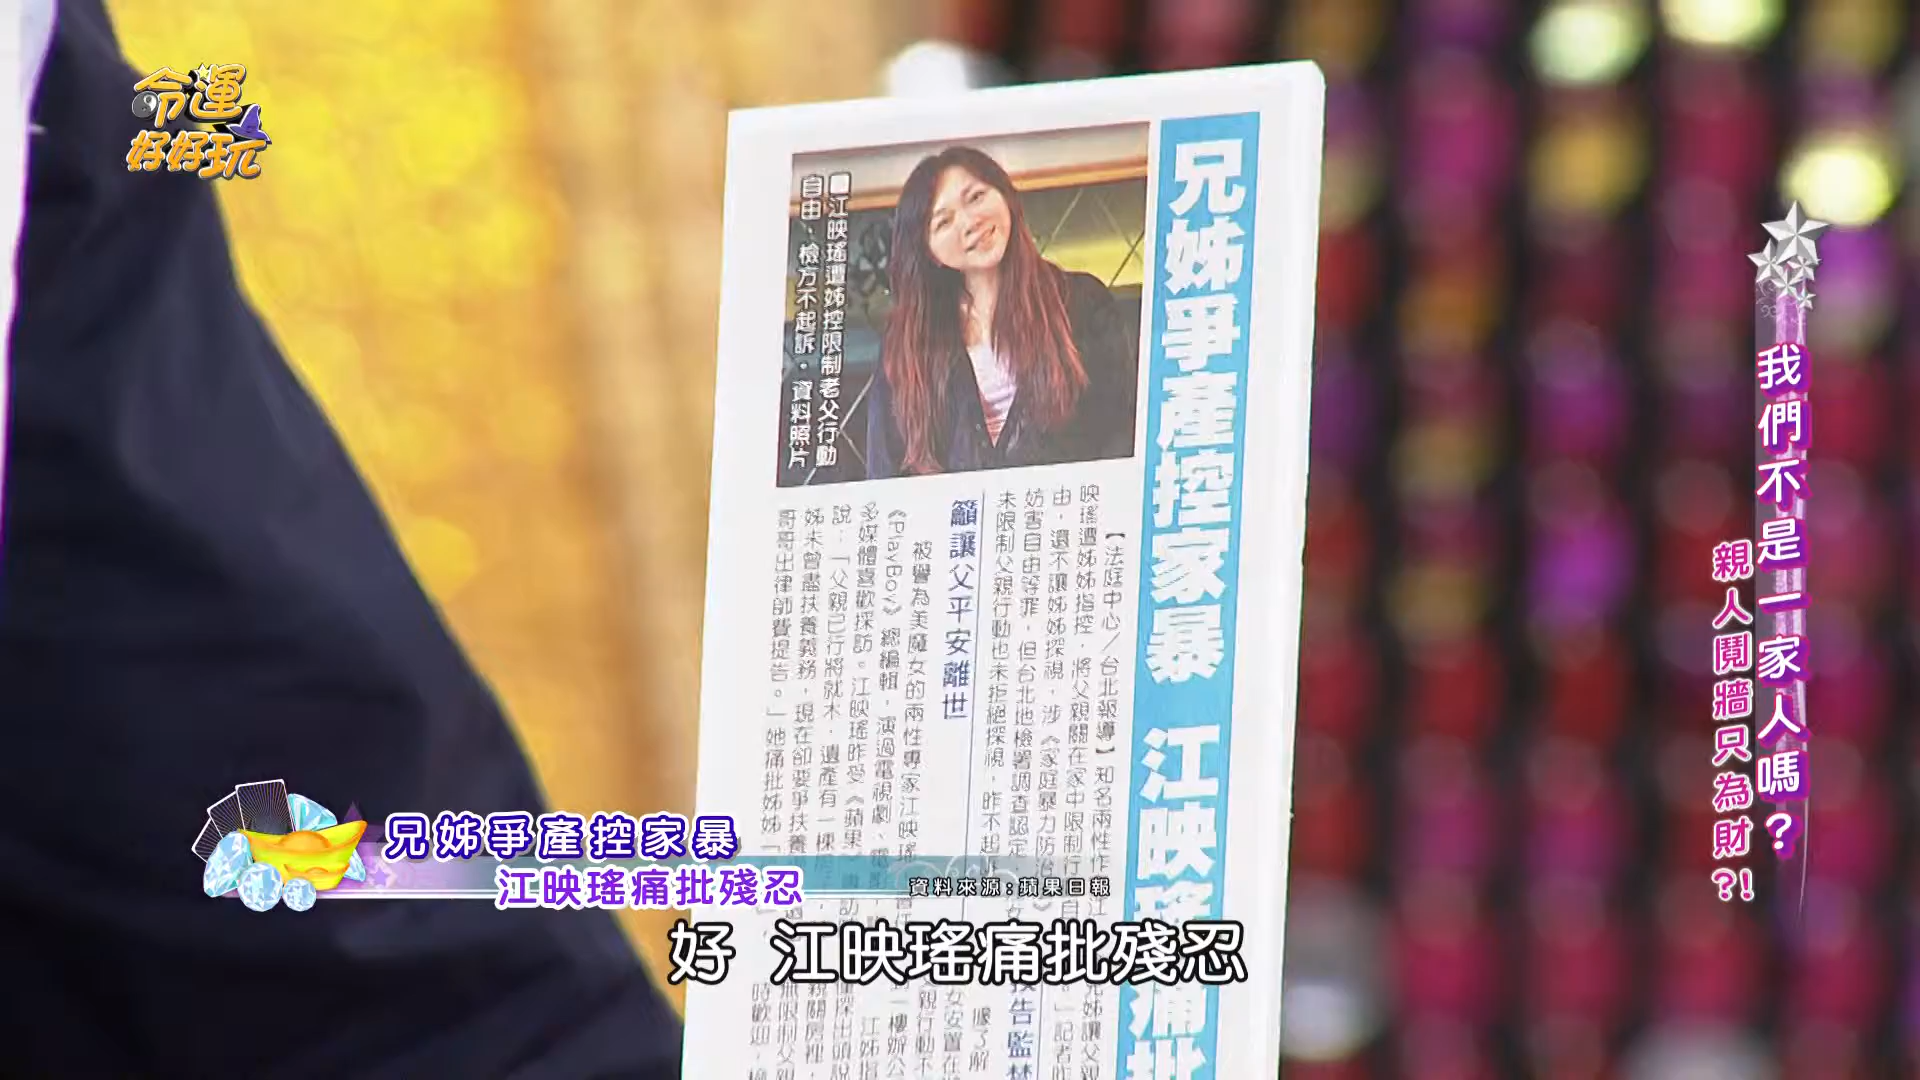 命運
好好玩
兄姊爭產控家暴 江映瑤痛批
■江映瑤遭姊控限制老父行動
自由，檢方不起訴。資料照片
【法庭中心／台北報導】知名兩性作
映瑤遭姊姊指控，將父親關在家中限制行
由，還不讓姊姊探視，涉《家庭暴力防治
妨害自由等罪，但台北地檢署調查認定
未限制父親行動也未拒絕探視，昨不起訴
籲讓父平安離世
被譽為美魔女的兩性專家江映瑤
《PlayBoy》總編輯，演過電視劇、
媒體喜歡採訪。江映瑤昨受《蘋果
說：「父親已行將就木，遺產有一棟
姊未曾盡扶養義務，現在卻要爭扶養
哥哥出律師費提告。」她痛批姊姊「
我們不是一家人嗎？
親人鬩牆只為財?!
兄姊爭產控家暴
江映瑤痛批殘忍
資料來源:蘋果日報
好 江映瑤痛批殘忍